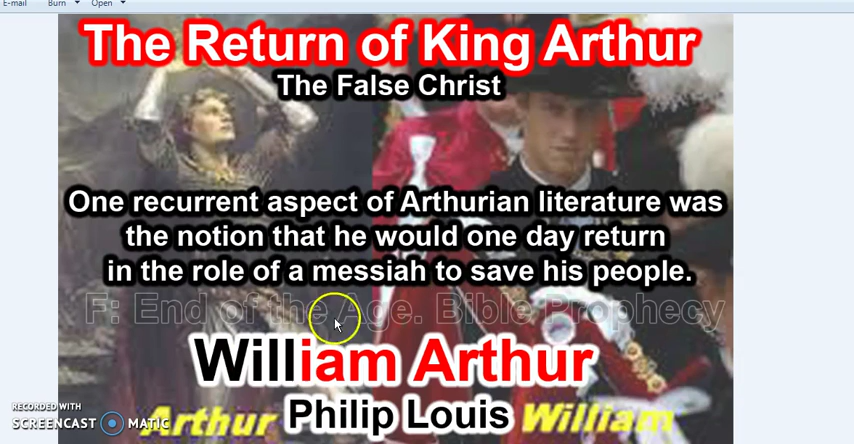 E-mail Burn Open
The Return of King Arthur
The False Christ
One recurrent aspect of Arthurian literature was
the notion that he would one day return
in the role of a messiah to save his people.
F: End of the Age. Bible Prophecy
William Arthur
Arthur Philip Louis William
RECORDED WITH
SCREENCAST MATIC